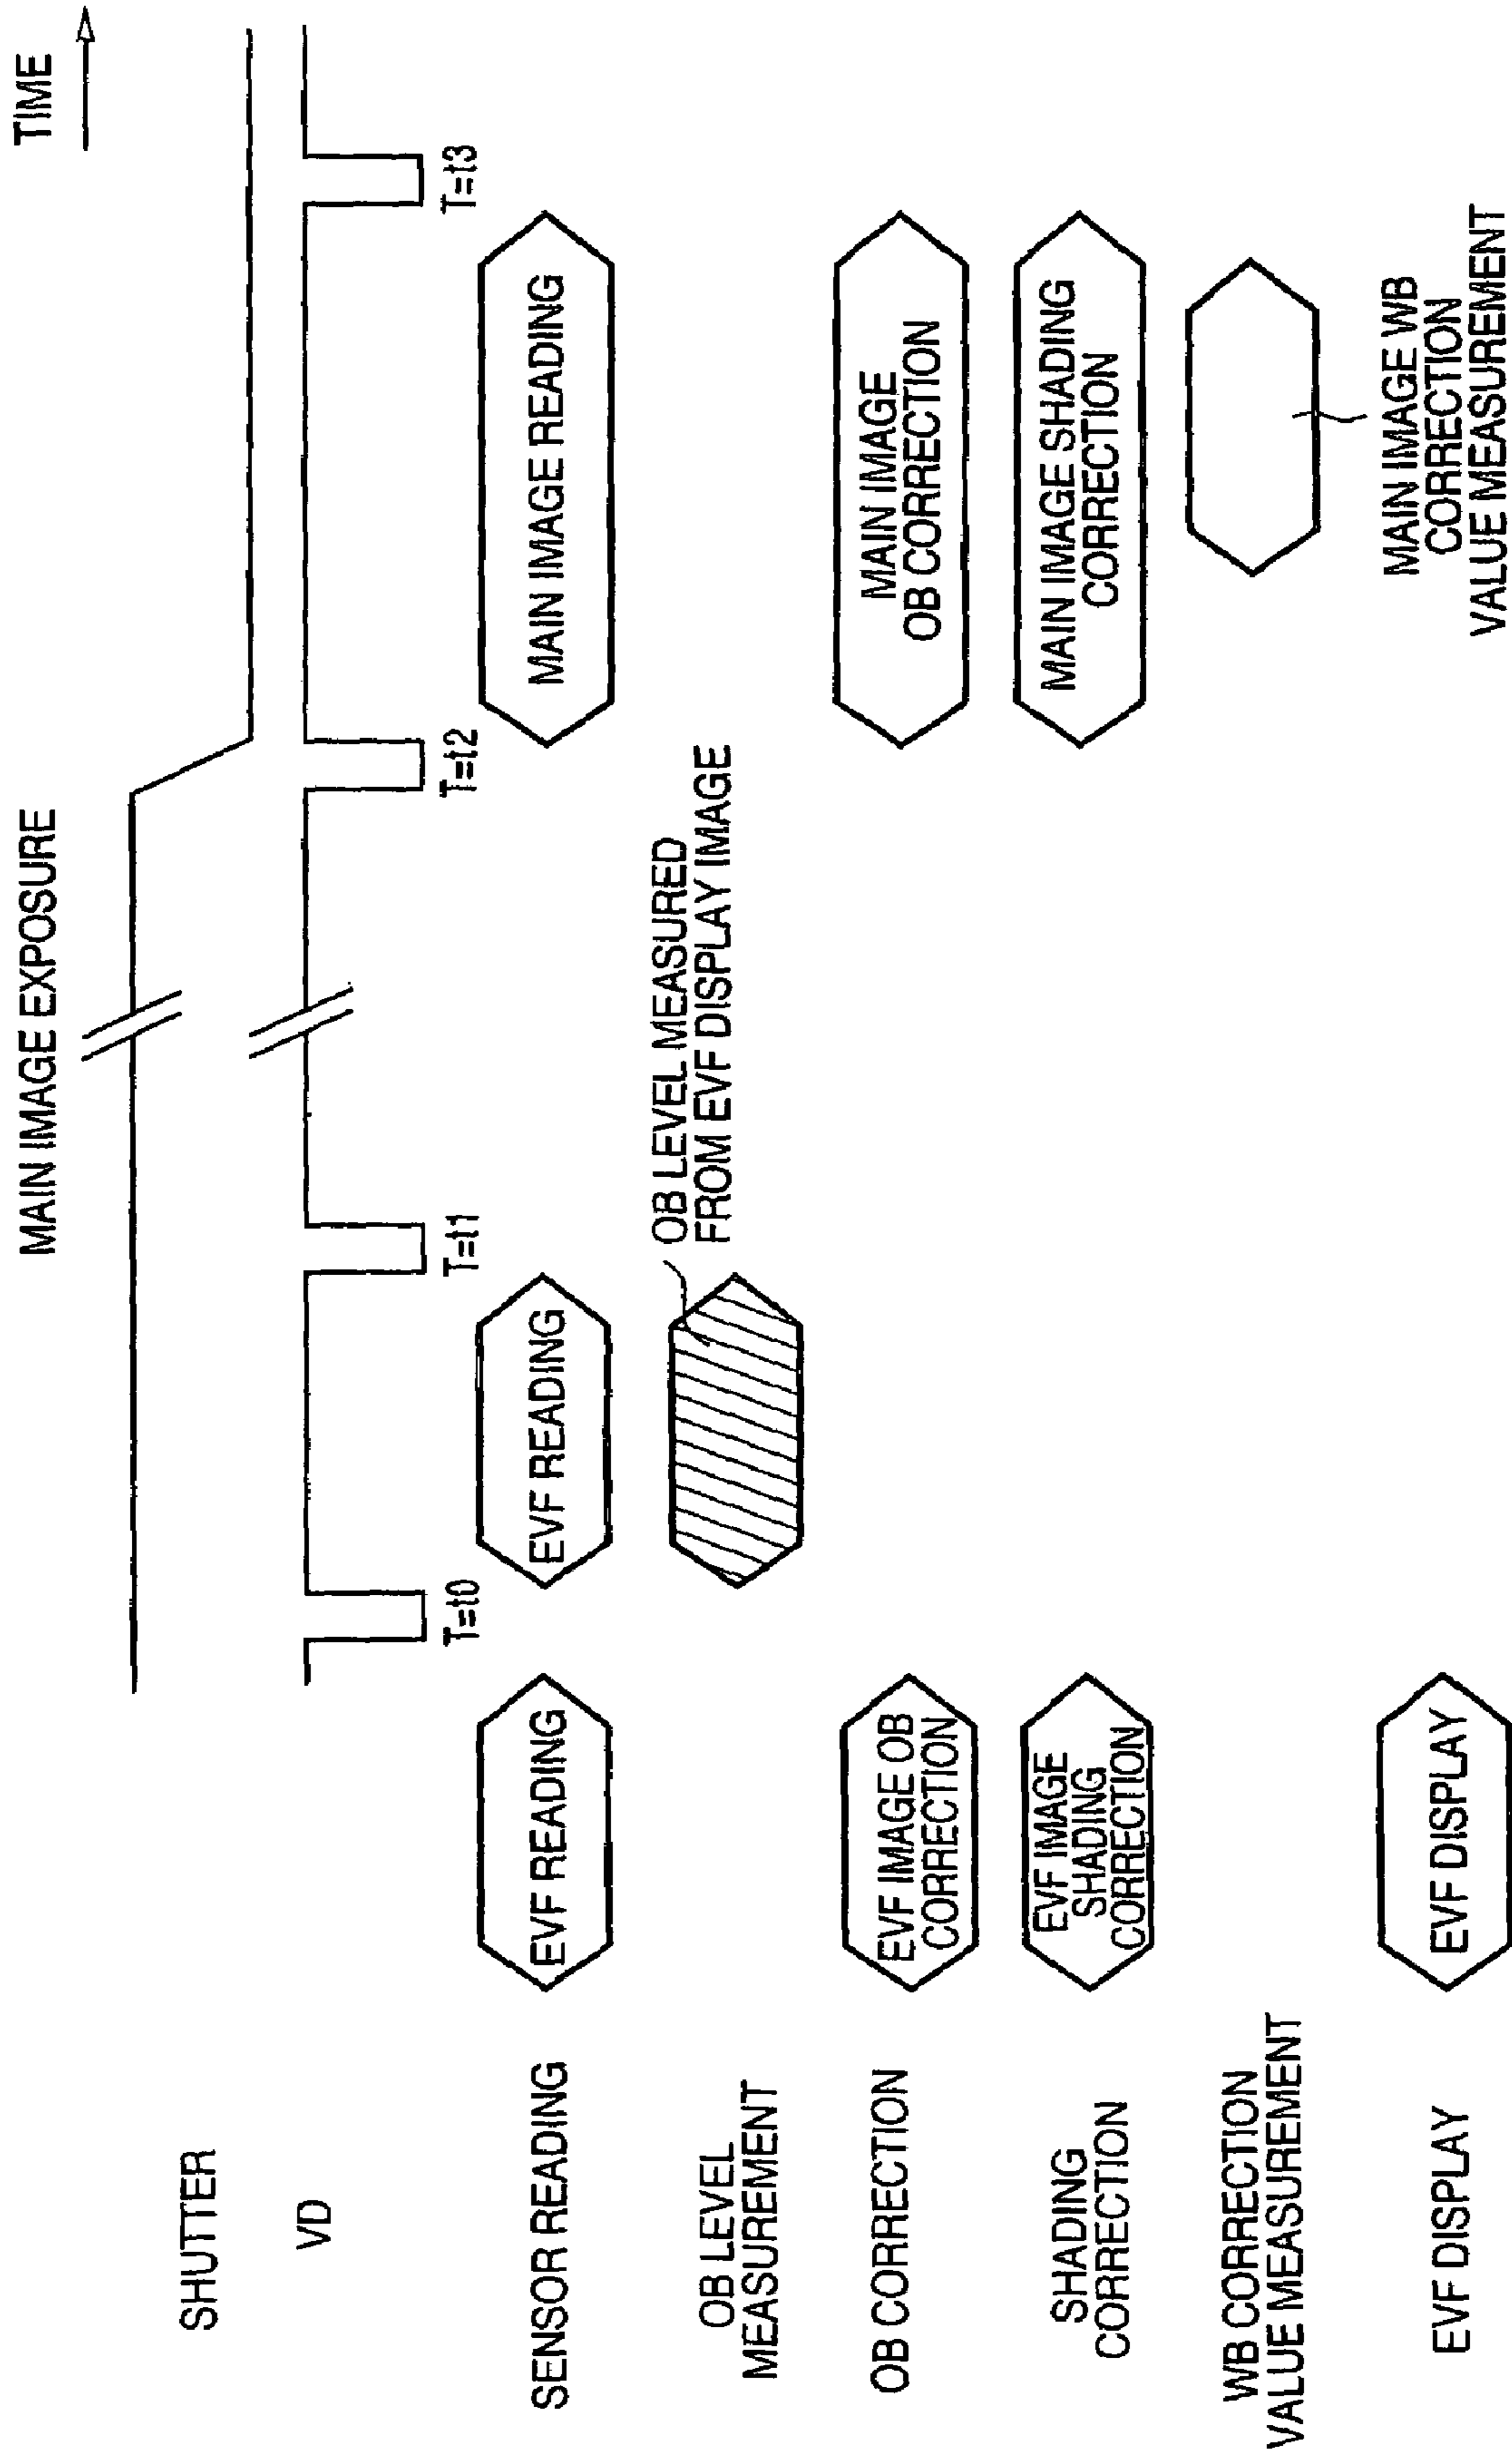 TIME
MAIN IMAGE EXPOSURE
SHUTTER
VD
T=t0
T=t1
T=t2
T=t3
SENSOR READING
EVF READING
EVF READING
MAIN IMAGE READING
OB LEVEL
MEASUREMENT
OB LEVEL MEASURED
FROM EVF DISPLAY IMAGE
OB CORRECTION
EVF IMAGE OB
CORRECTION
MAIN IMAGE
OB CORRECTION
SHADING
CORRECTION
EVF IMAGE
SHADING
CORRECTION
MAIN IMAGE SHADING
CORRECTION
WB CORRECTION
VALUE MEASUREMENT
MAIN IMAGE WB
CORRECTION
VALUE MEASUREMENT
EVF DISPLAY
EVF DISPLAY